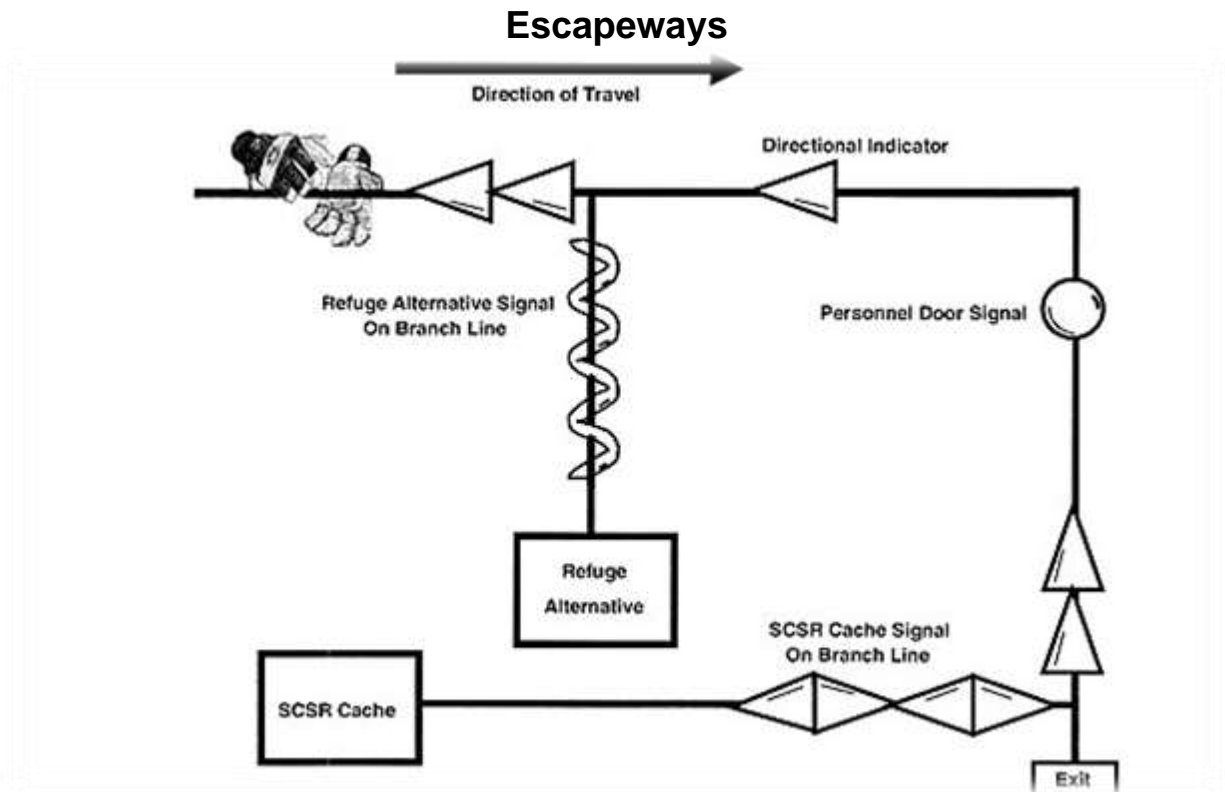 Escapeways
Direction of Travel
Directional Indicator
Refuge Alternative Signal
On Branch Line
Personnel Door Signal
Refuge
Alternative
SCSR Cache Signal
On Branch Line
SCSR Cache
Exit